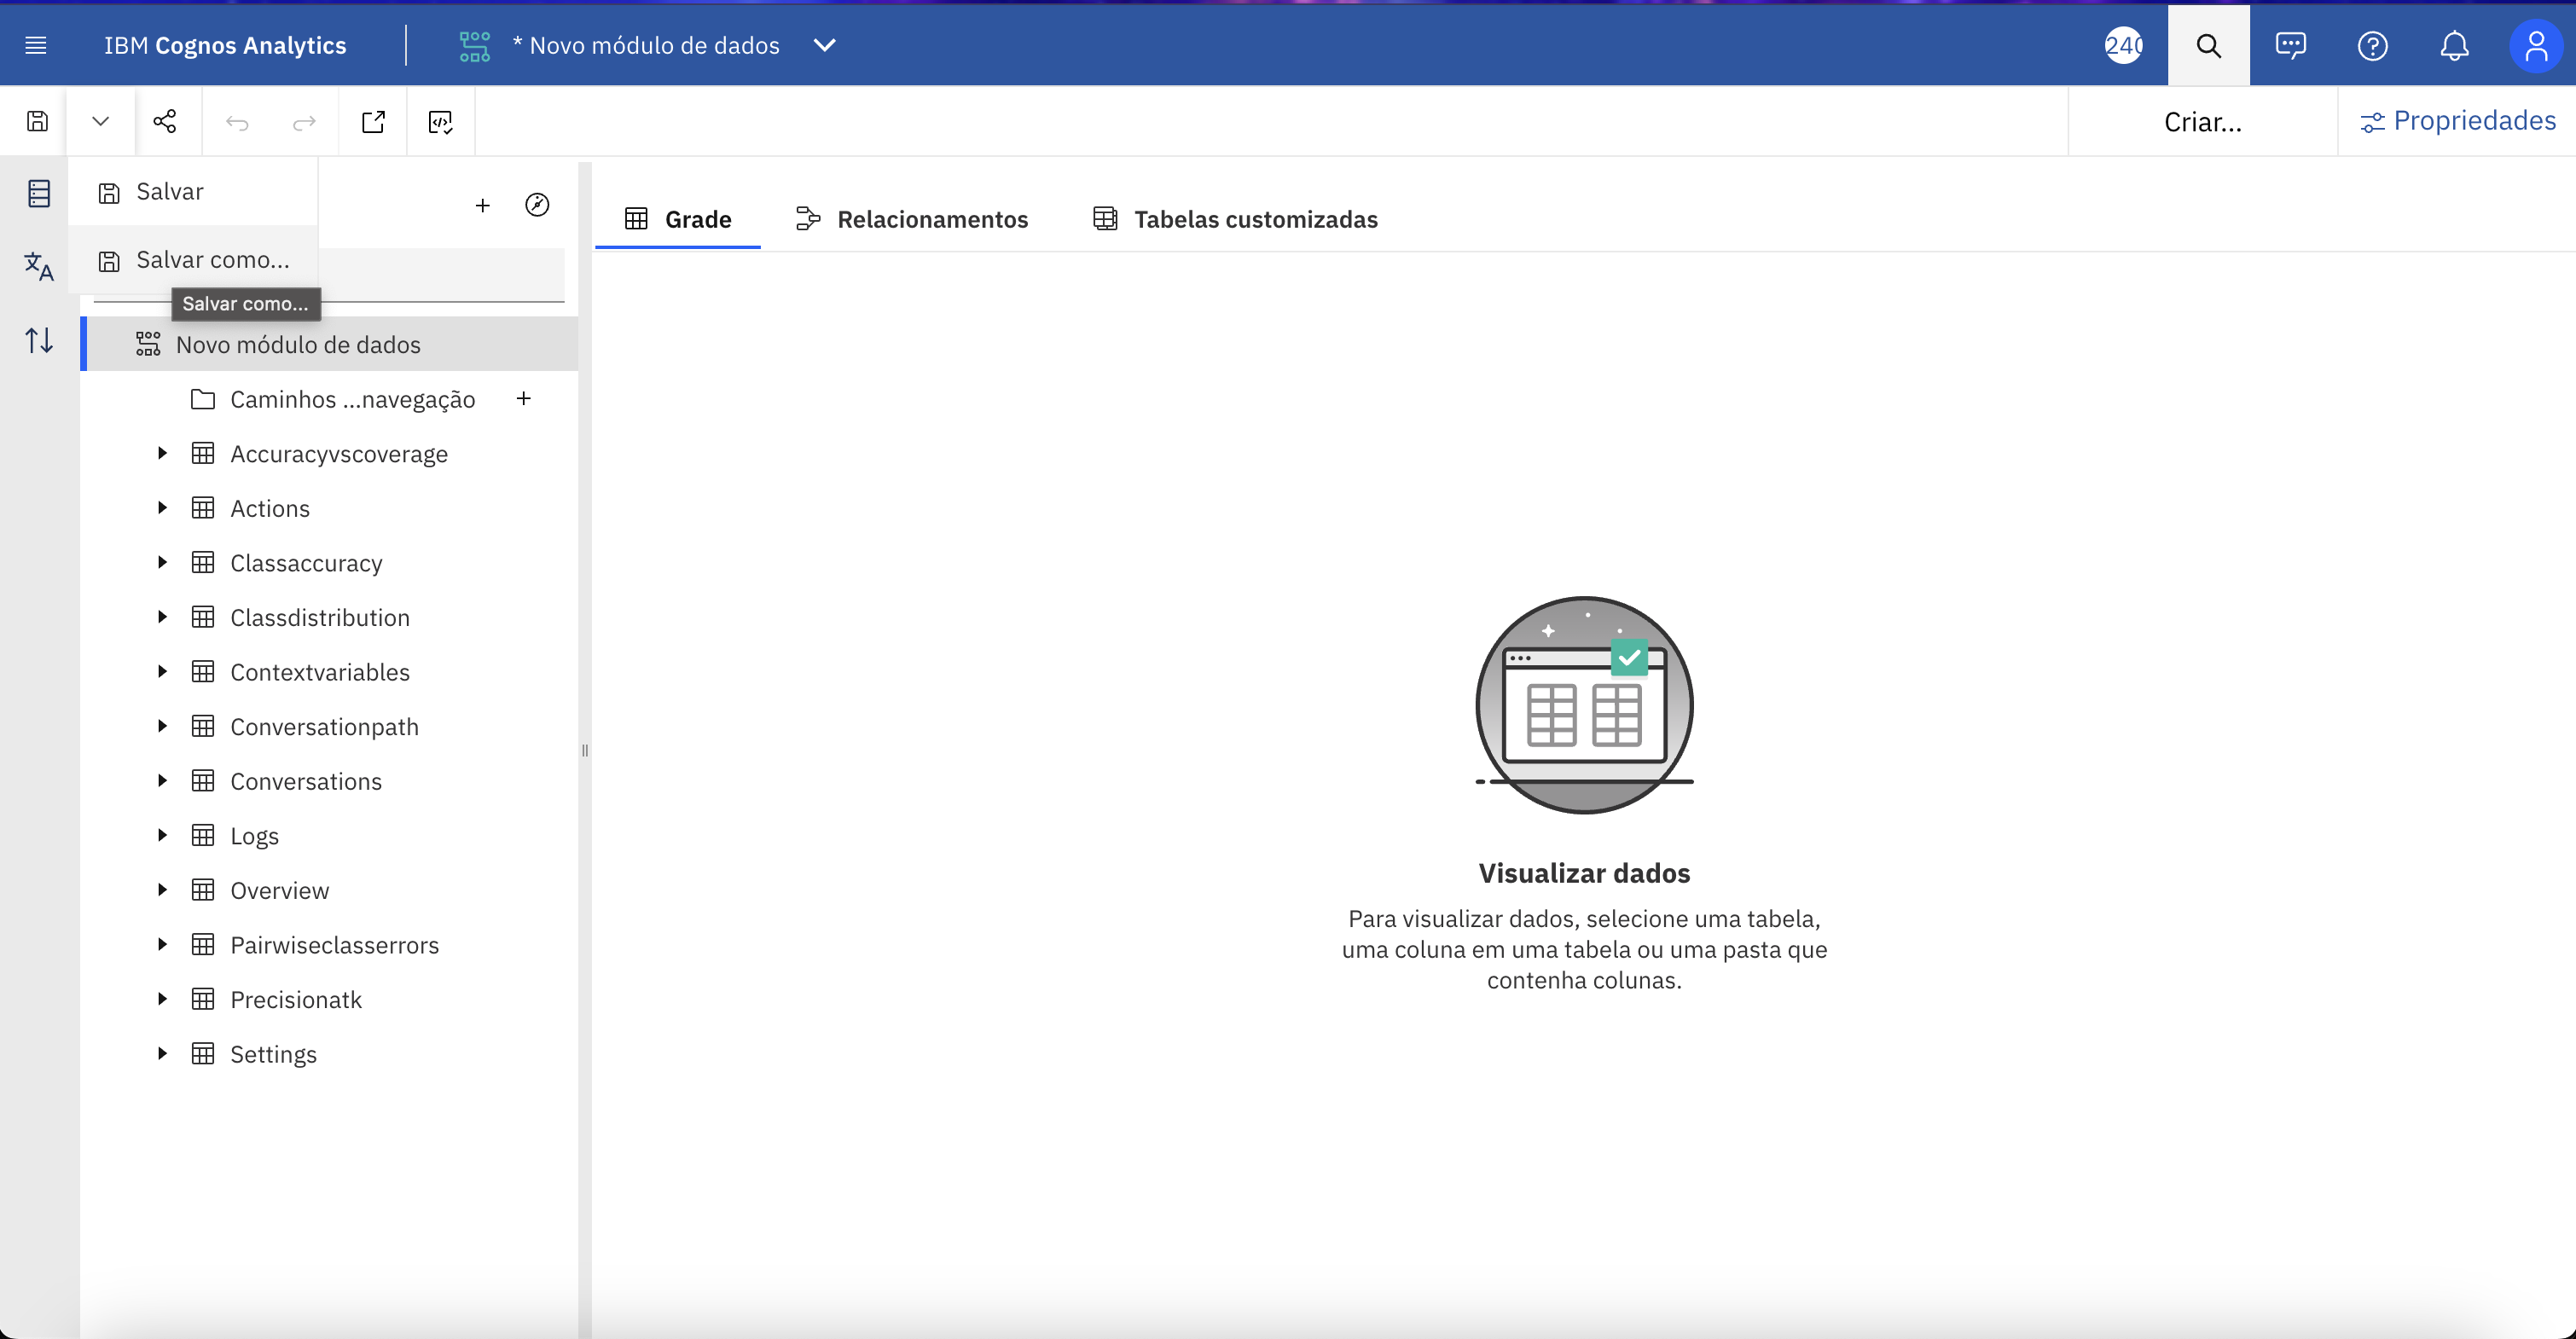 IBM Cognos Analytics
* Novo módulo de dados
240
Criar...
Propriedades
Salvar
Salvar como...
Salvar como...
Grade
Relacionamentos
Tabelas customizadas
Novo módulo de dados
Caminhos ...navegação
Accuracyvscoverage
Actions
Classaccuracy
Classdistribution
Contextvariables
Conversationpath
Conversations
Logs
Overview
Pairwiseclasserrors
Precisionatk
Settings
Visualizar dados
Para visualizar dados, selecione uma tabela,
uma coluna em uma tabela ou uma pasta que
contenha colunas.